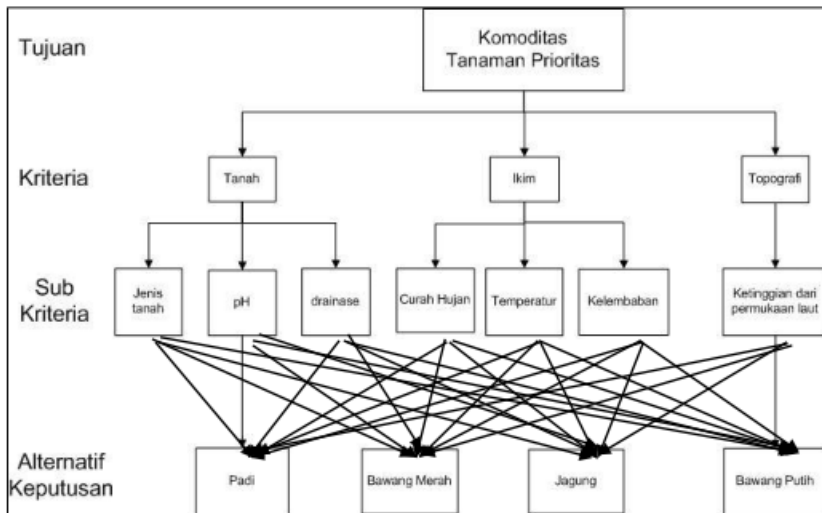 Tujuan
Komoditas
Tanaman Prioritas
Kriteria
Tanah
Ikim
Topografi
Sub
Kriteria
Jenis
tanah
pH
drainase
Curah Hujan
Temperatur
Kelembaban
Ketinggian dari
permukaan laut
Alternatif
Keputusan
Padi
Bawang Merah
Jagung
Bawang Putih